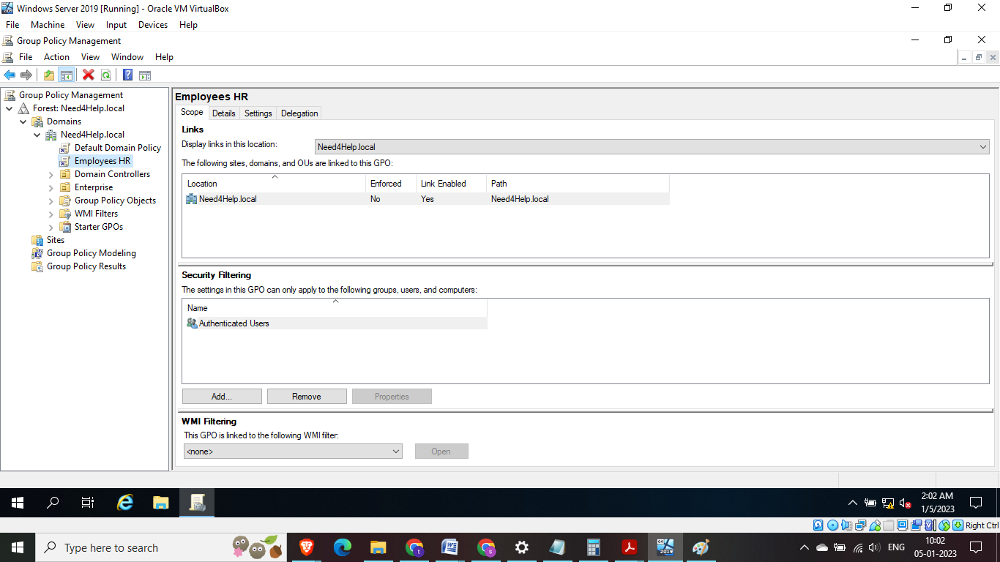 Windows Server 2019 [Running] - Oracle VM VirtualBox
File Machine View Input Devices Help
Group Policy Management
File Action View Window Help
Group Policy Management
Forest: Need4Help.local
Domains
Need4Help.local
Default Domain Policy
Employees HR
Domain Controllers
Enterprise
Group Policy Objects
WMI Filters
Starter GPOs
Sites
Group Policy Modeling
Group Policy Results
Employees HR
Scope Details Settings Delegation
Links
Display links in this location: Need4Help.local
The following sites, domains, and OUs are linked to this GPO:
Location Enforced Link Enabled Path
Need4Help.local No Yes Need4Help.local
Security Filtering
The settings in this GPO can only apply to the following groups, users, and computers:
Name
Authenticated Users
Add... Remove Properties
WMI Filtering
This GPO is linked to the following WMI filter:
<none> Open
2:02 AM
1/5/2023
Right Ctrl
Type here to search
2019
ENG
10:02
05-01-2023